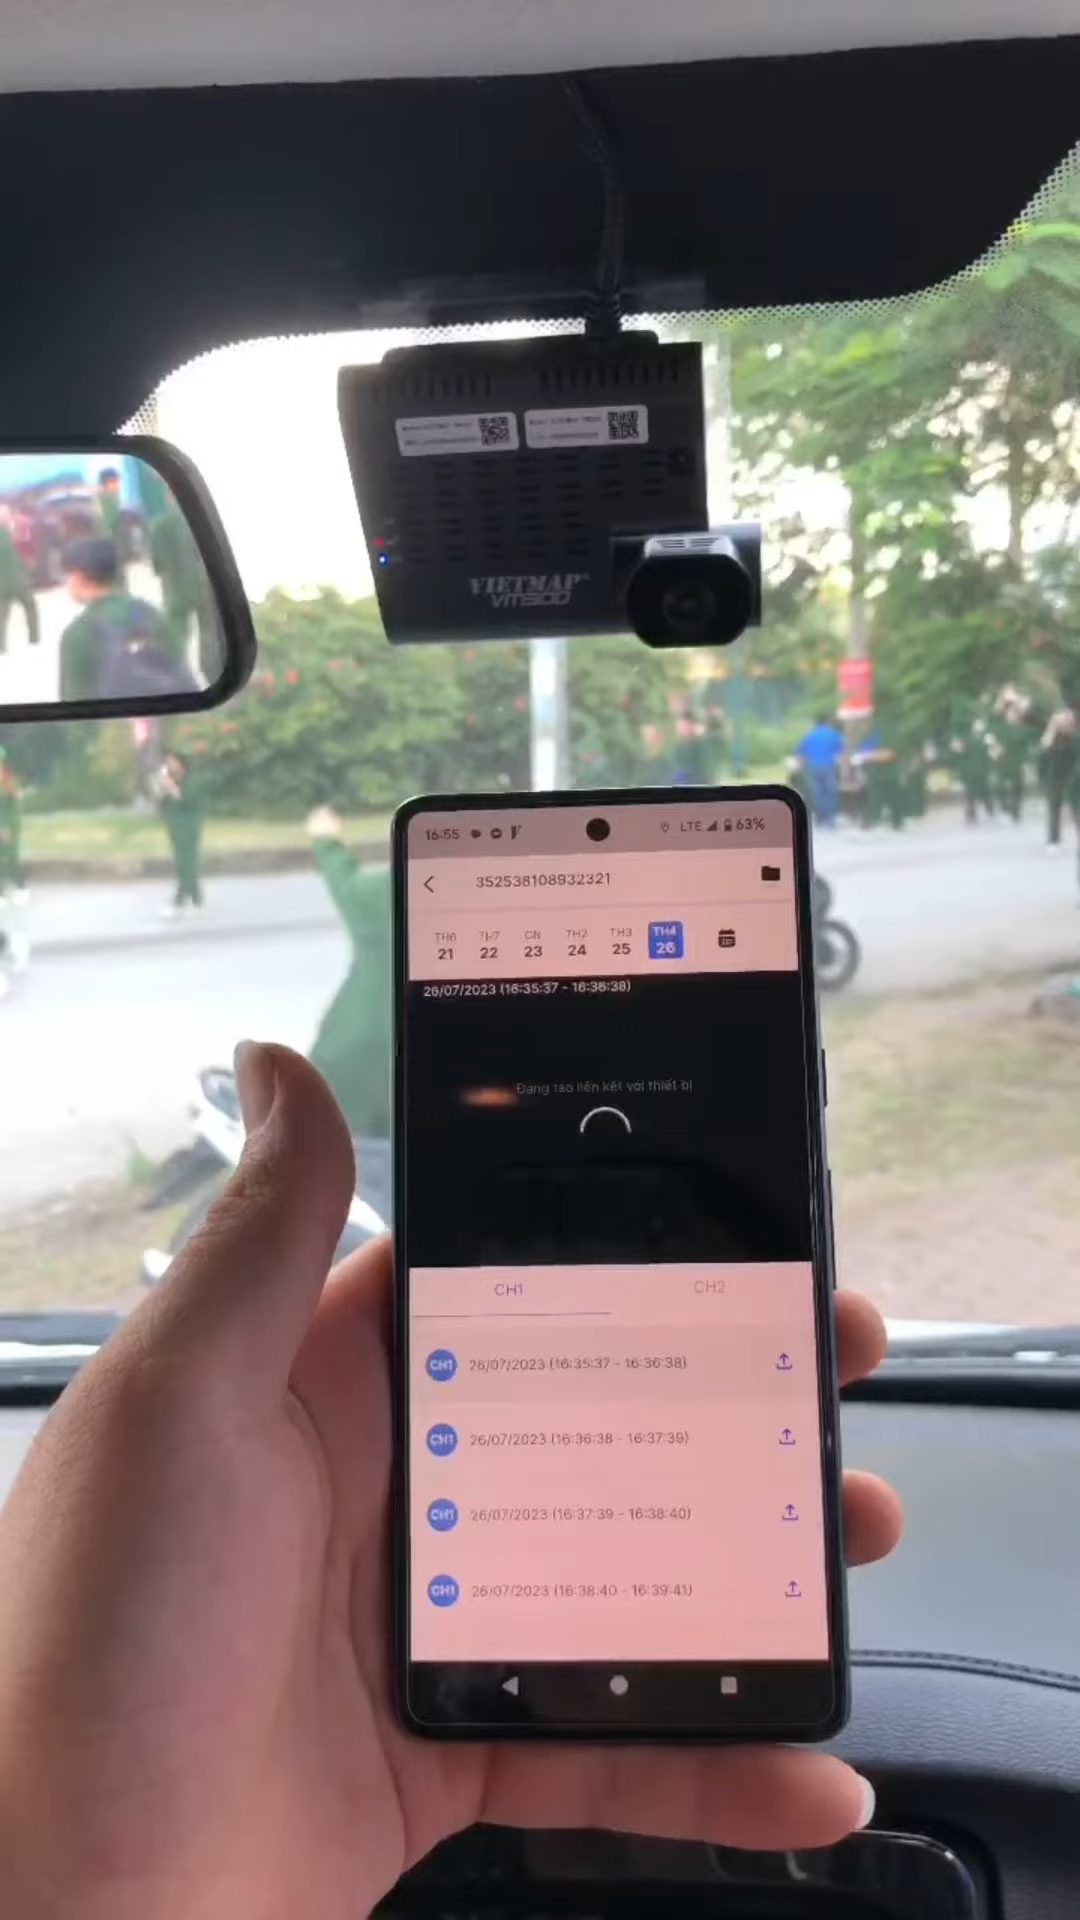 VIETMAP
16:55
LTE
63%
352538108932321
TH6
TH7
CN
TH2
TH3
TH4
21
22
23
24
25
26
26/07/2023 (16:35:37 - 16:36:38)
Đang tạo liên kết với thiết bị
CH1
CH2
CH1
26/07/2023 (16:35:37 - 16:36:38)
CH1
26/07/2023 (16:36:38 - 16:37:39)
CH1
26/07/2023 (16:37:39 - 16:38:40)
CH1
26/07/2023 (16:38:40 - 16:39:41)